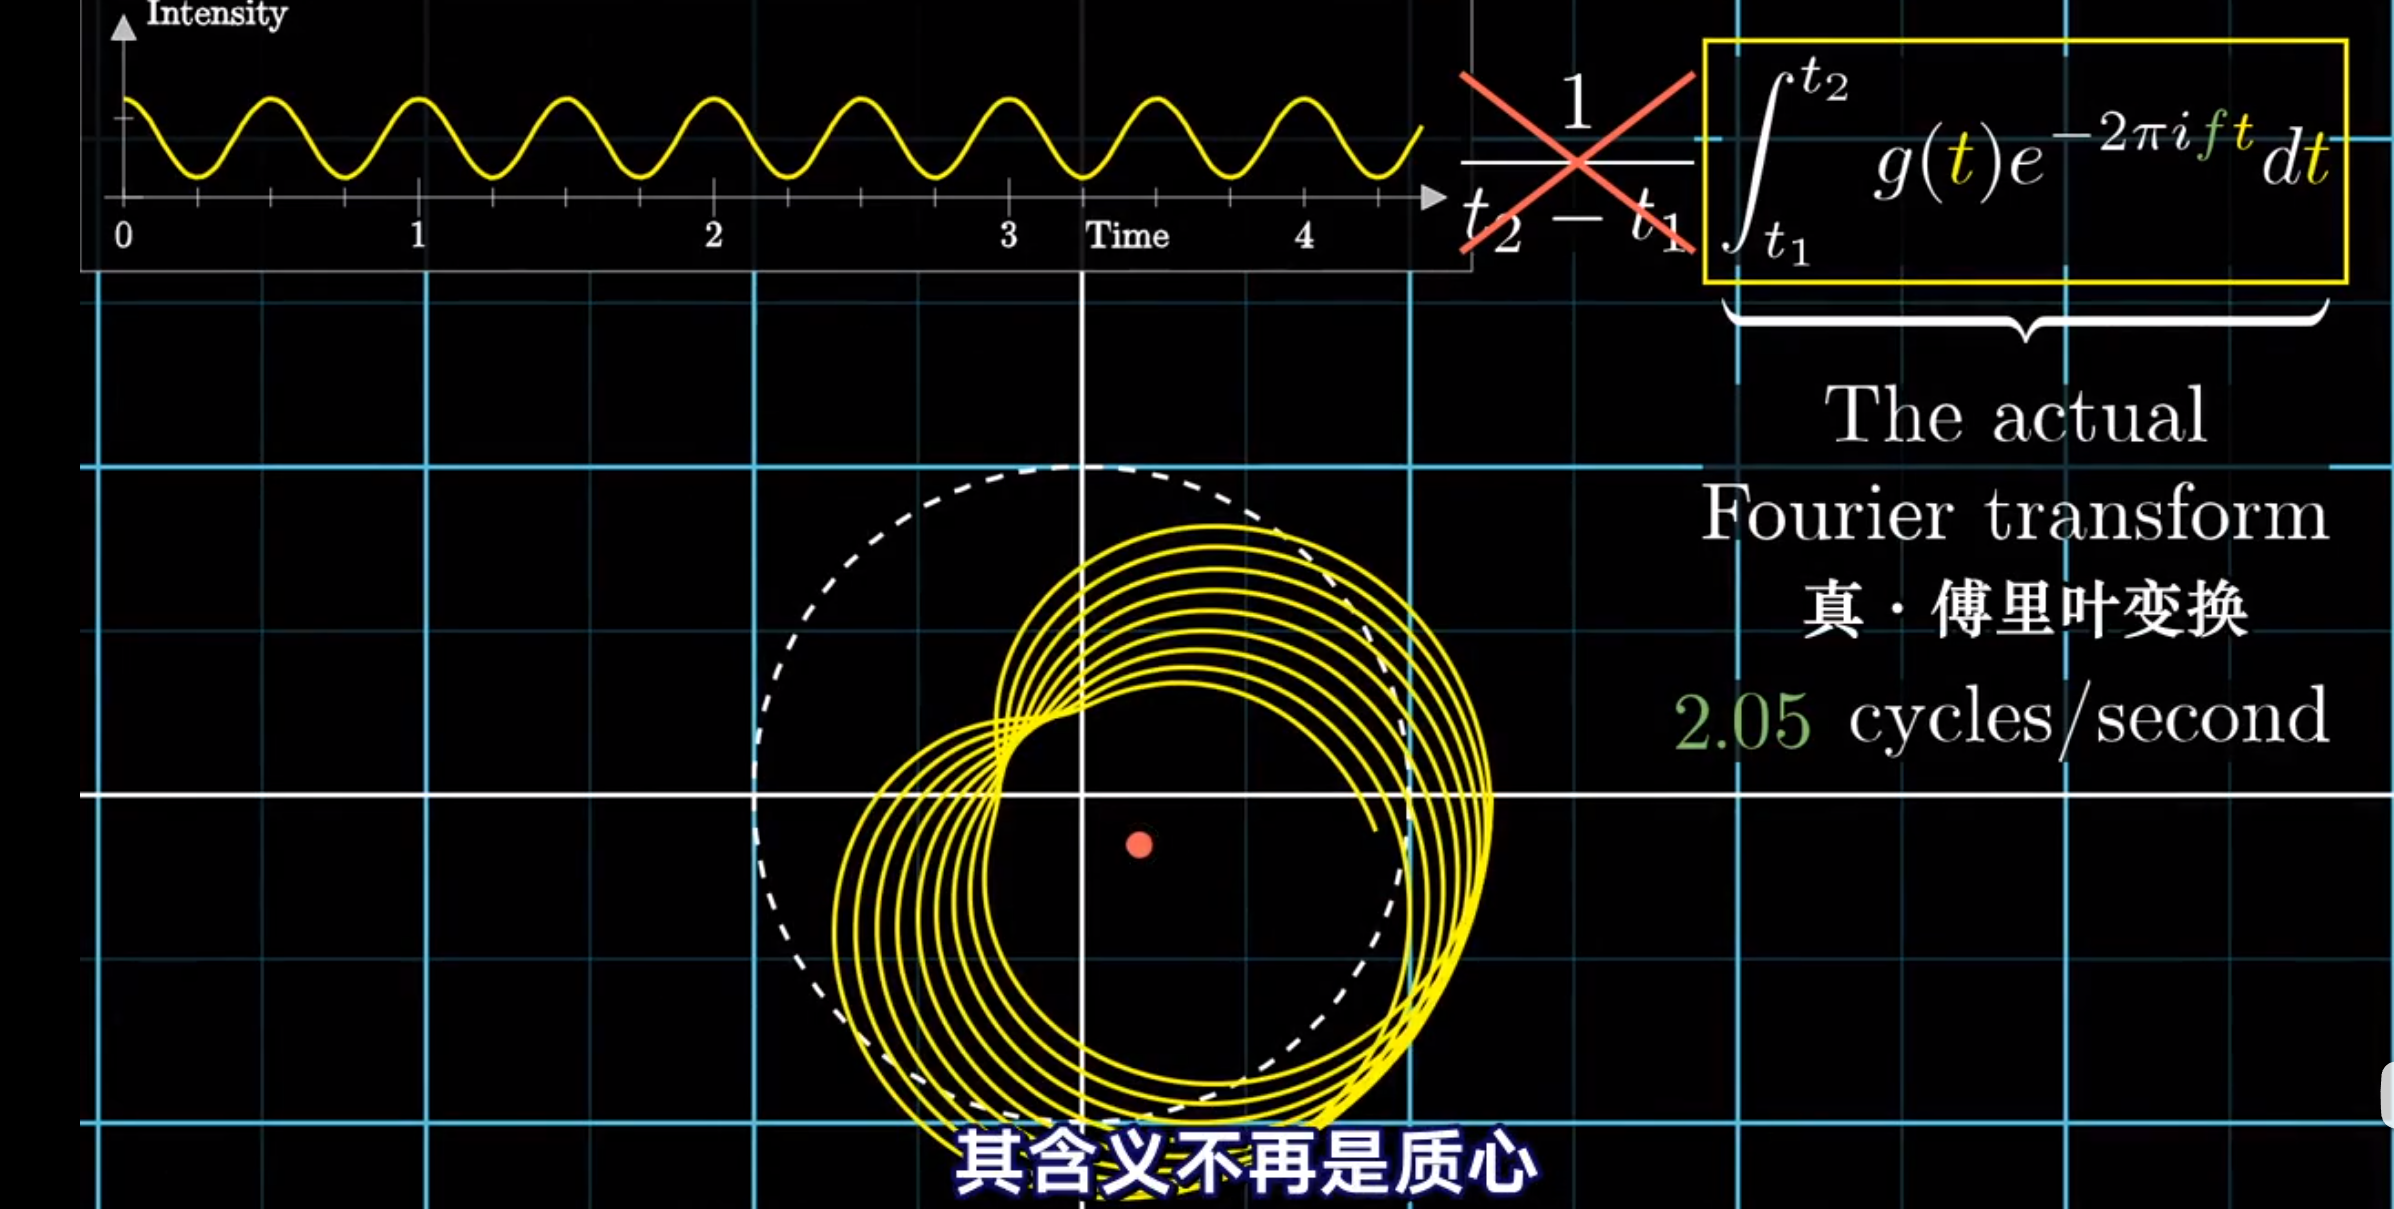 Intensity
0 1 2 3 Time 4
\frac{1}{t_2 - t_1} \int_{t_1}^{t_2} g(t)e^{-2\pi ift}dt
The actual
Fourier transform
真·傅里叶变换
2.05 cycles/second
其含义不再是质心